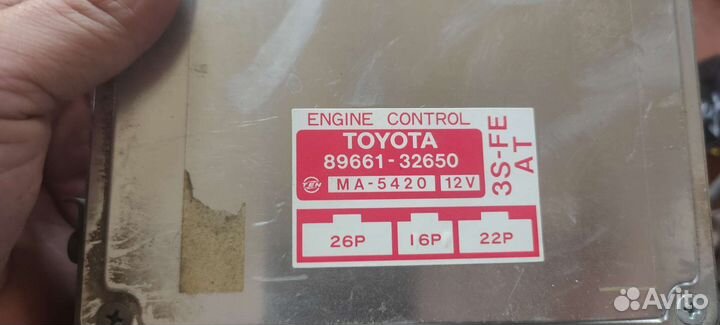 ENGINE CONTROL
TOYOTA
89661-32650
TEN MA-5420 12V
3S-FE
AT
26P 16P 22P
Avito